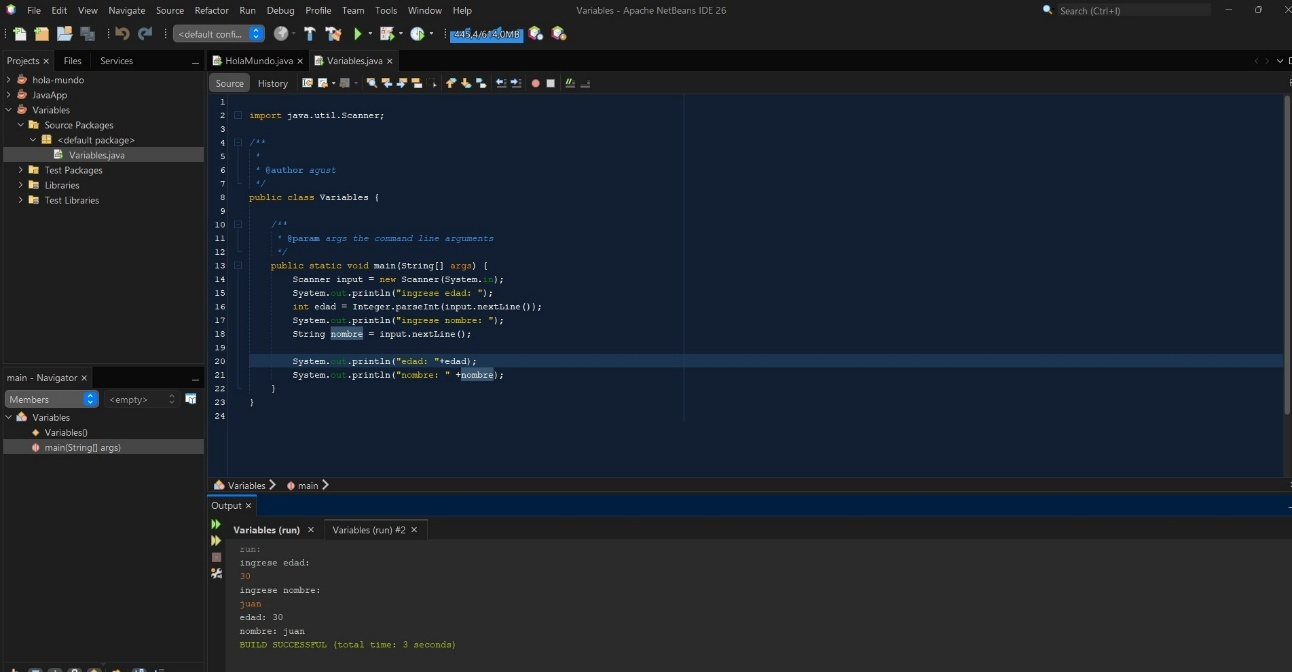 File Edit View Navigate Source Refactor Run Debug Profile Team Tools Window Help
Variables - Apache NetBeans IDE 26
Search (Ctrl+I)
<default confi...
445,4/614,0MB
Projects
Files
Services
hola-mundo
JavaApp
Variables
Source Packages
<default package>
Variables.java
Test Packages
Libraries
Test Libraries
main - Navigator
Members
<empty>
Variables
Variables()
main(String[] args)
HolaMundo.java
Variables.java
Source
History
1
2 import java.util.Scanner;
3
4 /**
5 *
6 * @author agust
7 */
8 public class Variables {
9
10 /**
11 * @param args the command line arguments
12 */
13 public static void main(String[] args) {
14 Scanner input = new Scanner(System.in);
15 System.out.println("ingrese edad: ");
16 int edad = Integer.parseInt(input.nextLine());
17 System.out.println("ingrese nombre: ");
18 String nombre = input.nextLine();
19
20 System.out.println("edad: "+edad);
21 System.out.println("nombre: " +nombre);
22 }
23 }
24
Variables
main
Output
Variables (run)
Variables (run) #2
run:
ingrese edad:
30
ingrese nombre:
juan
edad: 30
nombre: juan
BUILD SUCCESSFUL (total time: 3 seconds)